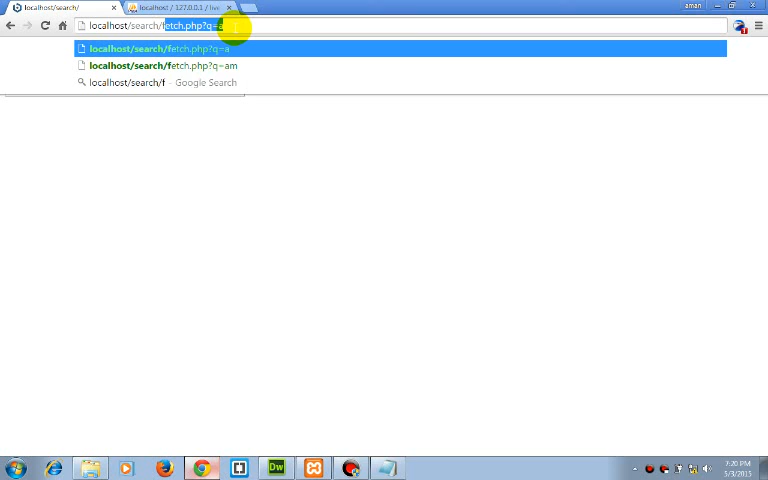 localhost/search/
localhost / 127.0.0.1 / live
aman
localhost/search/fetch.php?q=a
localhost/search/fetch.php?q=a
localhost/search/fetch.php?q=am
localhost/search/f - Google Search
Dw
7:20 PM
5/3/2015